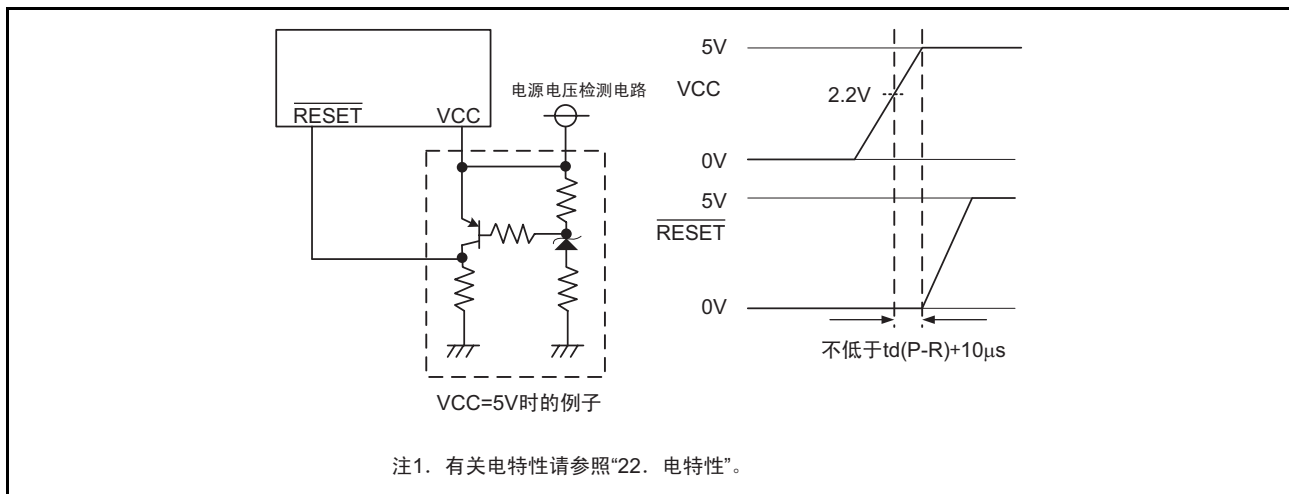 RESET VCC
电源电压检测电路
VCC=5V时的例子
5V
VCC
2.2V
0V
5V
RESET
0V
不低于td(P-R)+10μs
注1. 有关电特性请参照“22. 电特性”。